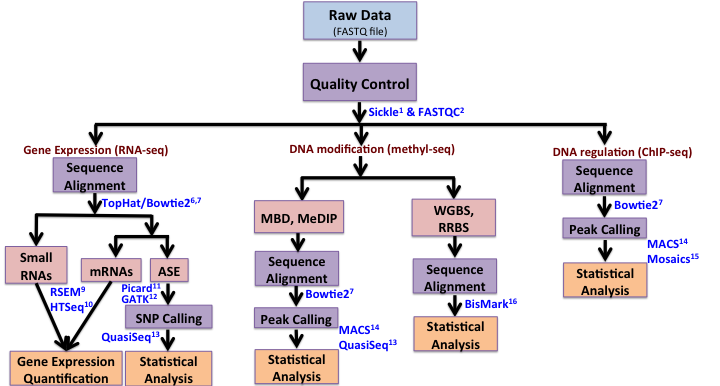 Raw Data
(FASTQ file)
Quality Control
Sickle¹ & FASTQC²
Gene Expression (RNA-seq)
DNA modification (methyl-seq)
DNA regulation (ChIP-seq)
Sequence
Alignment
TopHat/Bowtie2⁶,⁷
Small
RNAs
mRNAs
ASE
RSEM⁹
HTSeq¹⁰
Picard¹¹
GATK¹²
SNP Calling
QuasiSeq¹³
Gene Expression
Quantification
Statistical
Analysis
MBD, MeDIP
Sequence
Alignment
Bowtie2⁷
Peak Calling
MACS¹⁴
QuasiSeq¹³
Statistical
Analysis
WGBS,
RRBS
Sequence
Alignment
BisMark¹⁶
Statistical
Analysis
Sequence
Alignment
Bowtie2⁷
Peak Calling
MACS¹⁴
Mosaics¹⁵
Statistical
Analysis